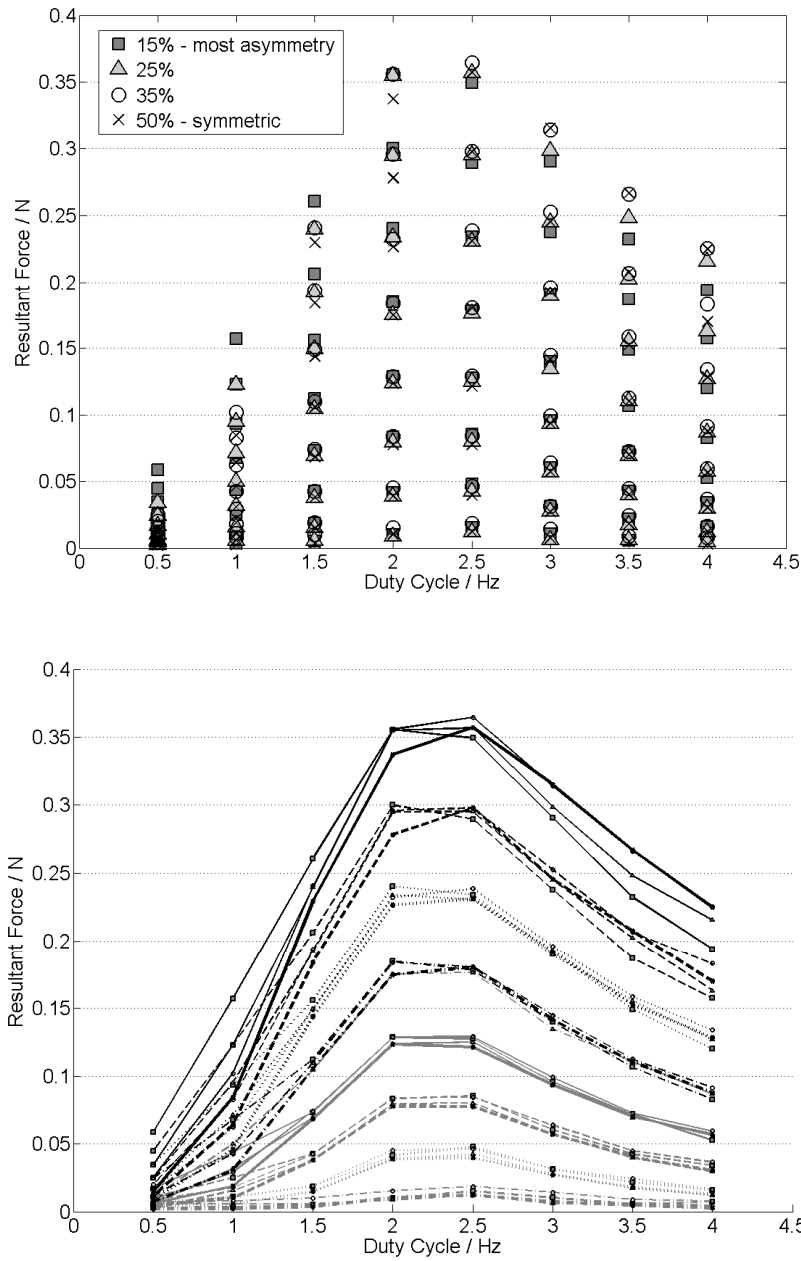 0.4
0.35
0.3
0.25
0.2
0.15
0.1
0.05
0
Resultant Force / N
15% - most asymmetry
25%
35%
50% - symmetric
0 0.5 1 1.5 2 2.5 3 3.5 4 4.5
Duty Cycle / Hz
0.4
0.35
0.3
0.25
0.2
0.15
0.1
0.05
0
Resultant Force / N
0 0.5 1 1.5 2 2.5 3 3.5 4 4.5
Duty Cycle / Hz